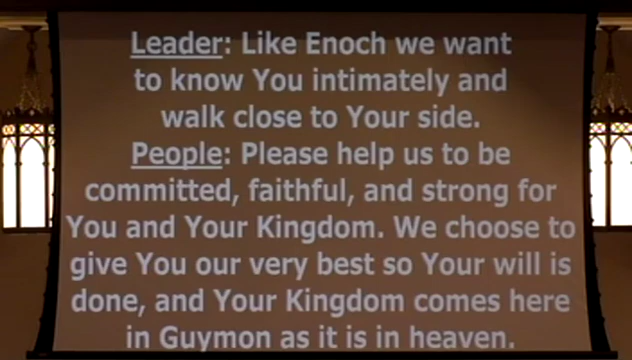 Leader: Like Enoch we want
to know You intimately and
walk close to Your side.
People: Please help us to be
committed, faithful, and strong for
You and Your Kingdom. We choose to
give You our very best so Your will is
done, and Your Kingdom comes here
in Guymon as it is in heaven.